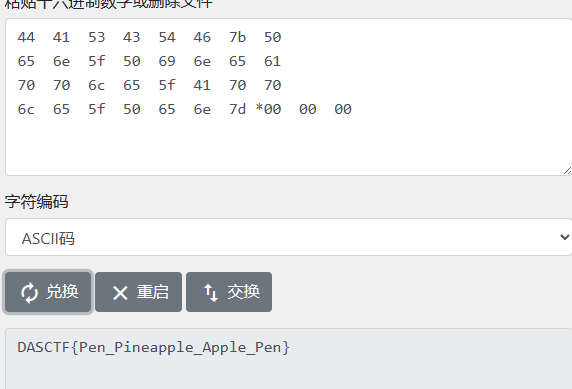 粘贴十六进制数字或删除文件
44 41 53 43 54 46 7b 50
65 6e 5f 50 69 6e 65 61
70 70 6c 65 5f 41 70 70
6c 65 5f 50 65 6e 7d *00 00 00
字符编码
ASCII码
兑换 重启 交换
DASCTF{Pen_Pineapple_Apple_Pen}